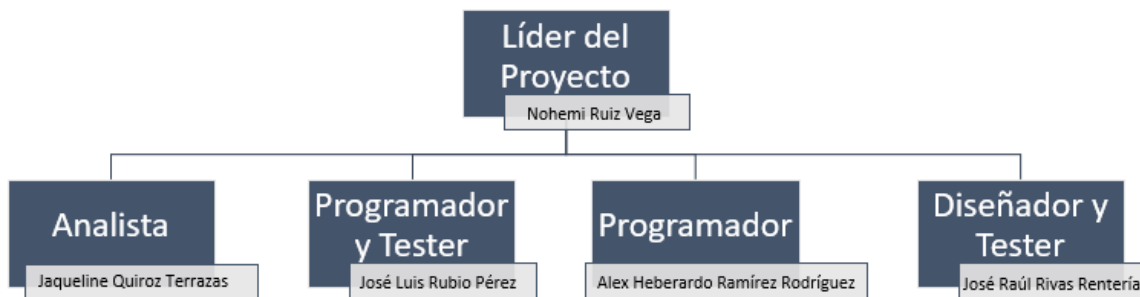 Líder del
Proyecto
Nohemi Ruiz Vega
Analista
Jaqueline Quiroz Terrazas
Programador
y Tester
José Luis Rubio Pérez
Programador
Alex Heberardo Ramírez Rodríguez
Diseñador y
Tester
José Raúl Rivas Rentería